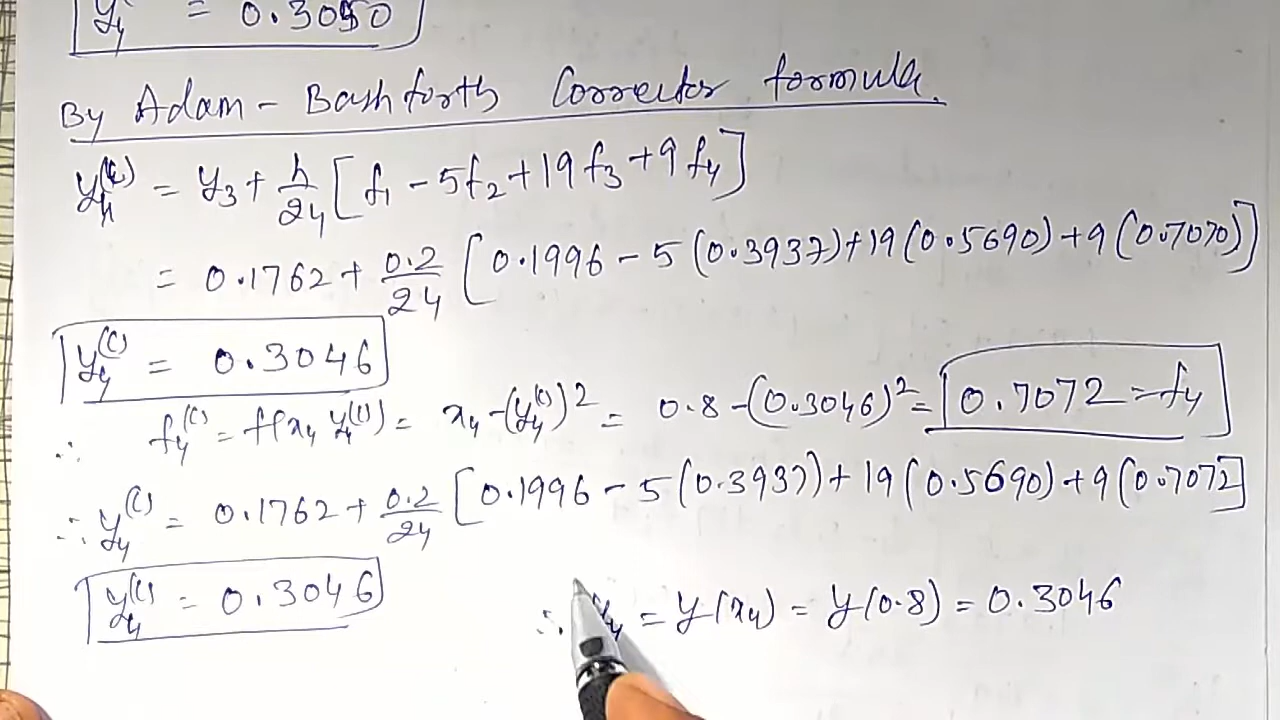 y₄ = 0.3050
By Adam - Bashforth Corrector formula.
y₄⁽ᶜ⁾ = y₃ + h/24 [f₁ - 5f₂ + 19f₃ + 9f₄]
= 0.1762 + 0.2/24 [0.1996 - 5(0.3937) + 19(0.5690) + 9(0.7070)]
y₄⁽ᶜ⁾ = 0.3046
∴ f₄⁽ᶜ⁾ = f(x₄ y₄⁽ᶜ⁾) = x₄ - (y₄⁽ᶜ⁾)² = 0.8 - (0.3046)² = 0.7072 = f₄
∴ y₄⁽ᶜ⁾ = 0.1762 + 0.2/24 [0.1996 - 5(0.3937) + 19(0.5690) + 9(0.7072]
y₄⁽ᶜ⁾ = 0.3046
∴ y₄ = y(x₄) = y(0.8) = 0.3046